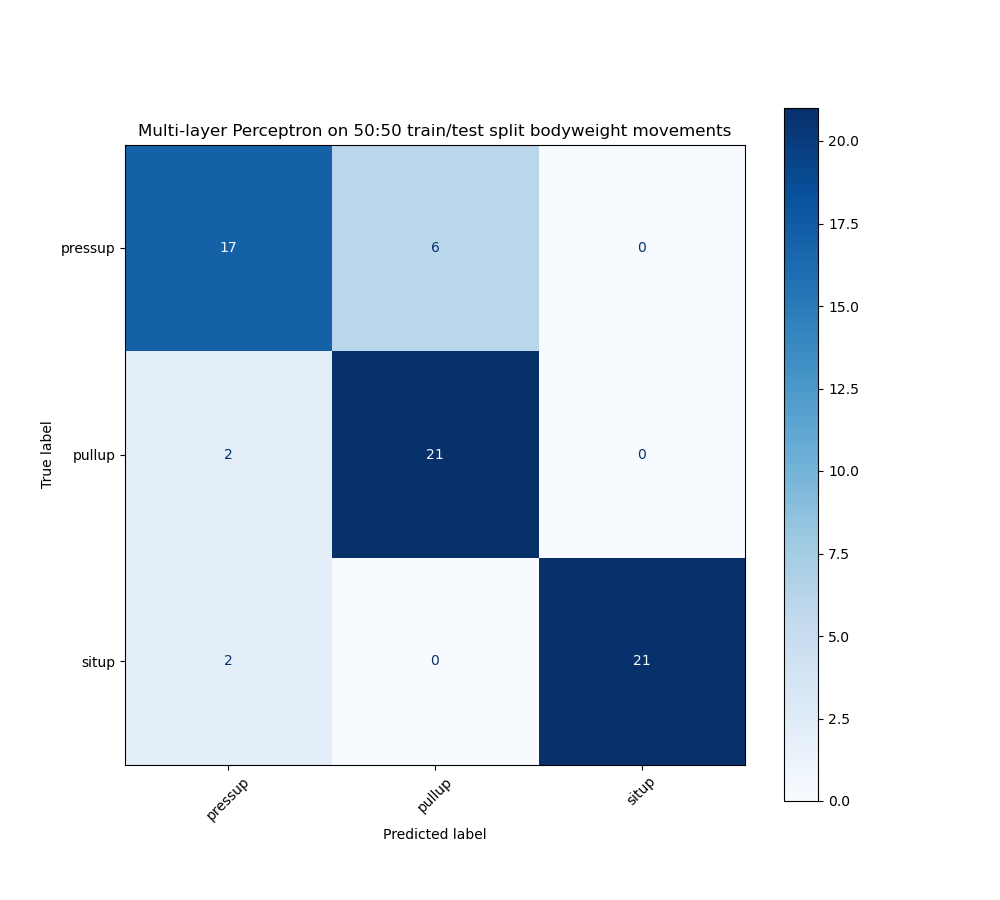 Multi-layer Perceptron on 50:50 train/test split bodyweight movements
True label
pressup
17
6
0
pullup
2
21
0
situp
2
0
21
pressup
pullup
situp
Predicted label
20.0
17.5
15.0
12.5
10.0
7.5
5.0
2.5
0.0